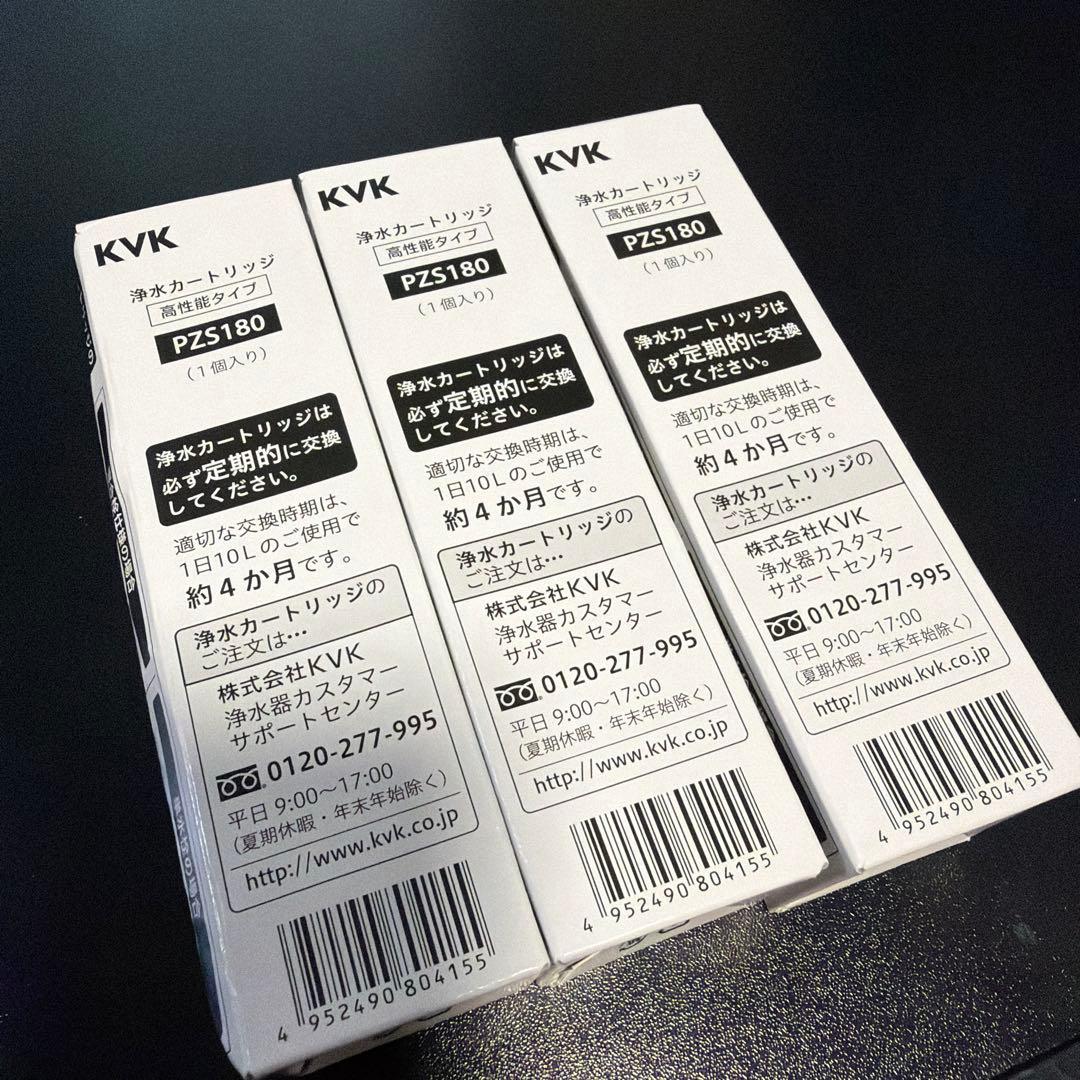 KVK
浄水カートリッジ
高性能タイプ
PZS180
(1個入り)
浄水カートリッジは
必ず定期的に交換
してください。
適切な交換時期は、
1日10Lのご使用で
約4か月です。
浄水カートリッジの
ご注文は…
株式会社KVK
浄水器カスタマー
サポートセンター
0120-277-995
平日 9:00~17:00
(夏期休暇・年末年始除く)
http://www.kvk.co.jp
4 952490 804155
KVK
浄水カートリッジ
高性能タイプ
PZS180
(1個入り)
浄水カートリッジは
必ず定期的に交換
してください。
適切な交換時期は、
1日10Lのご使用で
約4か月です。
浄水カートリッジの
ご注文は…
株式会社KVK
浄水器カスタマー
サポートセンター
0120-277-995
平日 9:00~17:00
(夏期休暇・年末年始除く)
http://www.kvk.co.jp
4 952490 804155
KVK
浄水カートリッジ
高性能タイプ
PZS180
(1個入り)
浄水カートリッジは
必ず定期的に交換
してください。
適切な交換時期は、
1日10Lのご使用で
約4か月です。
浄水カートリッジの
ご注文は…
株式会社KVK
浄水器カスタマー
サポートセンター
0120-277-995
平日 9:00~17:00
(夏期休暇・年末年始除く)
http://www.kvk.co.jp
4 952490 804155